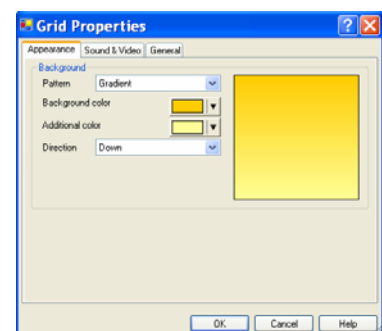 Grid Properties
Appearance Sound & Video General
Background
Pattern Gradient
Background color
Additional color
Direction Down
OK Cancel Help